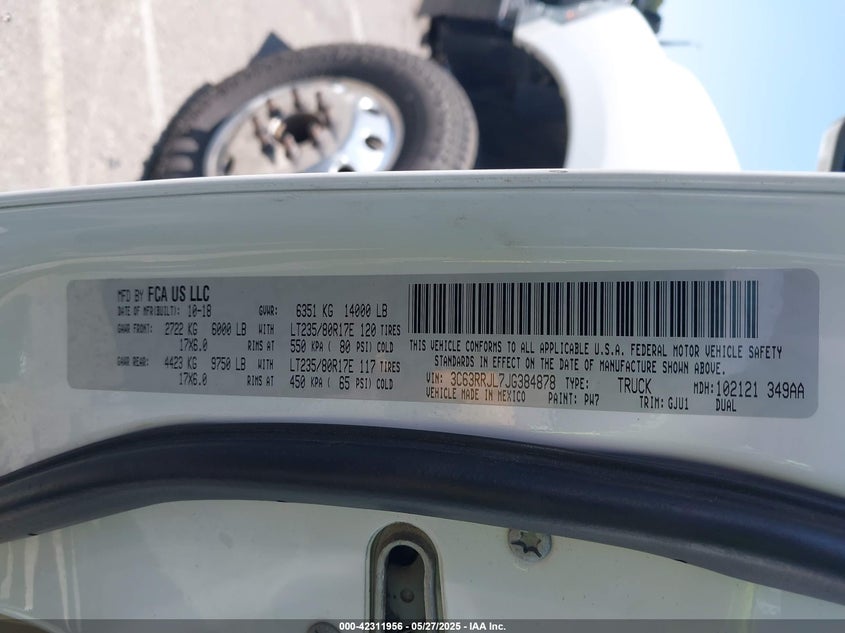 MFD BY FCA US LLC
DATE OF MFR(BUILT): 10-18 GVWR: 6351 KG 14000 LB
GAWR FRONT: 2722 KG 6000 LB WITH LT235/80R17E 120 TIRES
17X6.0 RIMS AT 550 KPA ( 80 PSI) COLD
GAWR REAR: 4423 KG 9750 LB WITH LT235/80R17E 117 TIRES
17X6.0 RIMS AT 450 KPA ( 65 PSI) COLD
THIS VEHICLE CONFORMS TO ALL APPLICABLE U.S.A. FEDERAL MOTOR VEHICLE SAFETY
STANDARDS IN EFFECT ON THE DATE OF MANUFACTURE SHOWN ABOVE.
VIN: 3C63RRJL7JG384878 TYPE: TRUCK MDH: 102121 349AA
VEHICLE MADE IN MEXICO PAINT: PW7 TRIM: GJU1 DUAL
000-42311956 - 05/27/2025 - IAA Inc.